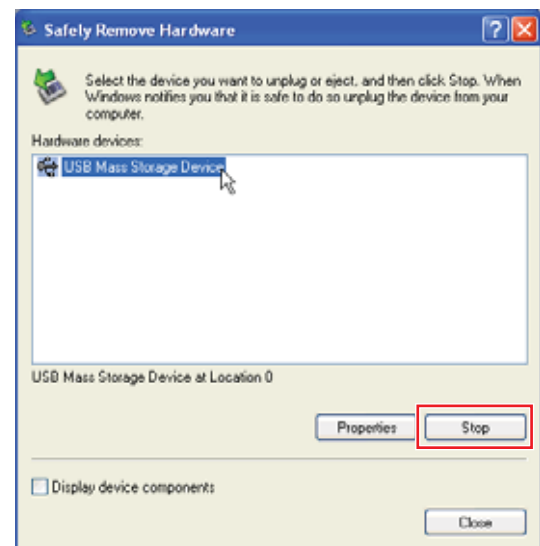 Safely Remove Hardware
Select the device you want to unplug or eject, and then click Stop. When
Windows notifies you that it is safe to do so unplug the device from your
computer.
Hardware devices:
USB Mass Storage Device
USB Mass Storage Device at Location 0
Properties
Stop
Display device components
Close